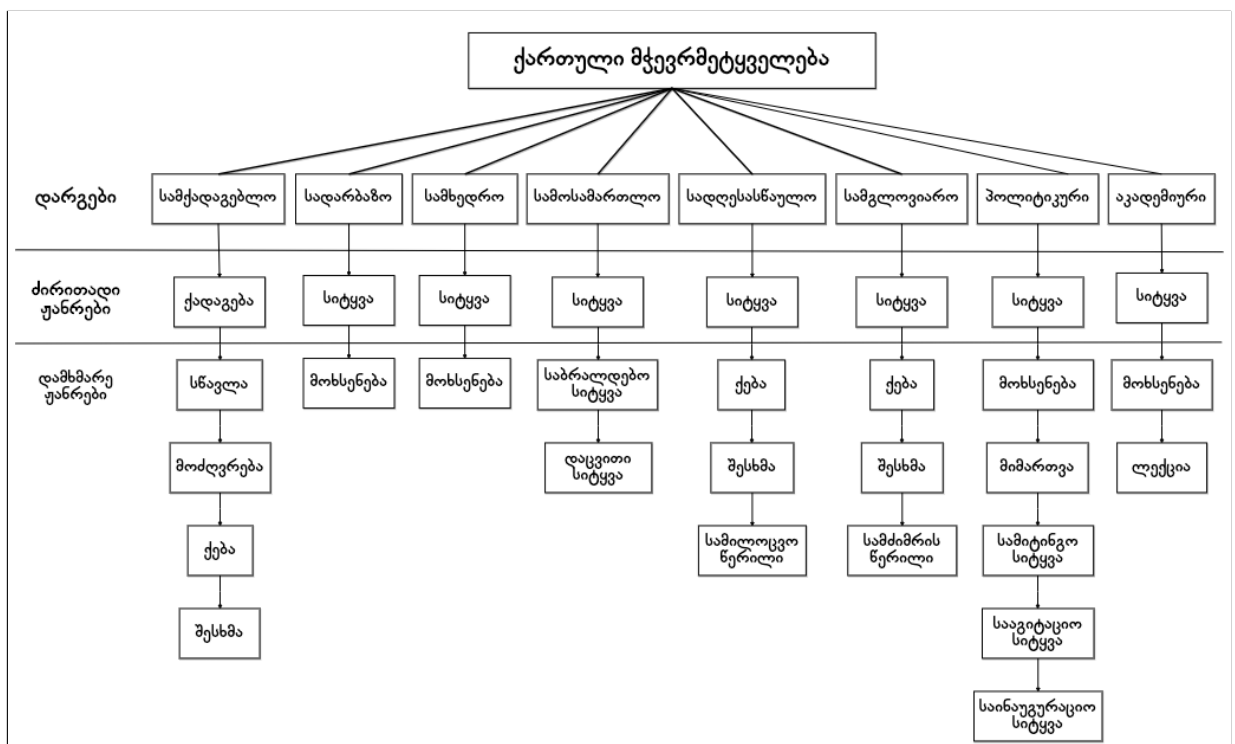 ქართული მჭევრმეტყველება
დარგები
სამქადაგებლო
სადარბაზო
სამხედრო
სამოსამართლო
სადღესასწაულო
სამგლოვიარო
პოლიტიკური
აკადემიური
ძირითადი
ჟანრები
ქადაგება
სიტყვა
სიტყვა
სიტყვა
სიტყვა
სიტყვა
სიტყვა
სიტყვა
დამხმარე
ჟანრები
სწავლა
მოხსენება
მოხსენება
საბრალდებო
სიტყვა
ქება
ქება
მოხსენება
მოხსენება
მოძღვრება
დაცვითი
სიტყვა
შესხმა
შესხმა
მიმართვა
ლექცია
ქება
სამილოცვო
წერილი
სამძიმრის
წერილი
სამიტინგო
სიტყვა
შესხმა
სააგიტაციო
სიტყვა
საინაუგურაციო
სიტყვა